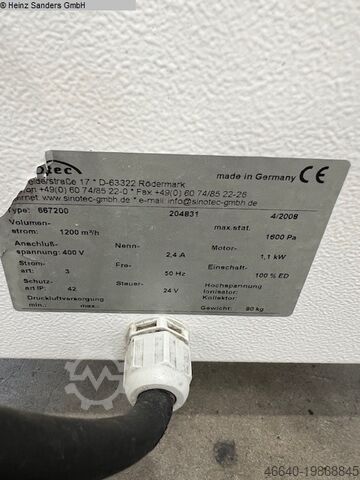 © Heinz Sanders GmbH
otec
elderstraße 17 * D-63322 Rödermark
on +49(0) 60 74/85 22-0 * Fax +49(0) 60 74/85 22-26
rnet www.sinotec-gmbh.de * e-mail: info@sinotec-gmbh.de
made in Germany CE
Type: 667200 204831 4/2008
Volumen-
strom: 1200 m³/h max.stat. 1600 Pa
Anschluß-
spannung: 400 V Nenn- 2,4 A Motor- 1,1 kW
Strom-
art: 3 Fre- 50 Hz Einschalt- 100 % ED
Schutz-
art IP: 42 Steuer- 24 V Hochspannung
Ionisator:
Kollektor:
Druckluftversorgung
min.: max.: Gewicht: 90 kg
46640-19868845